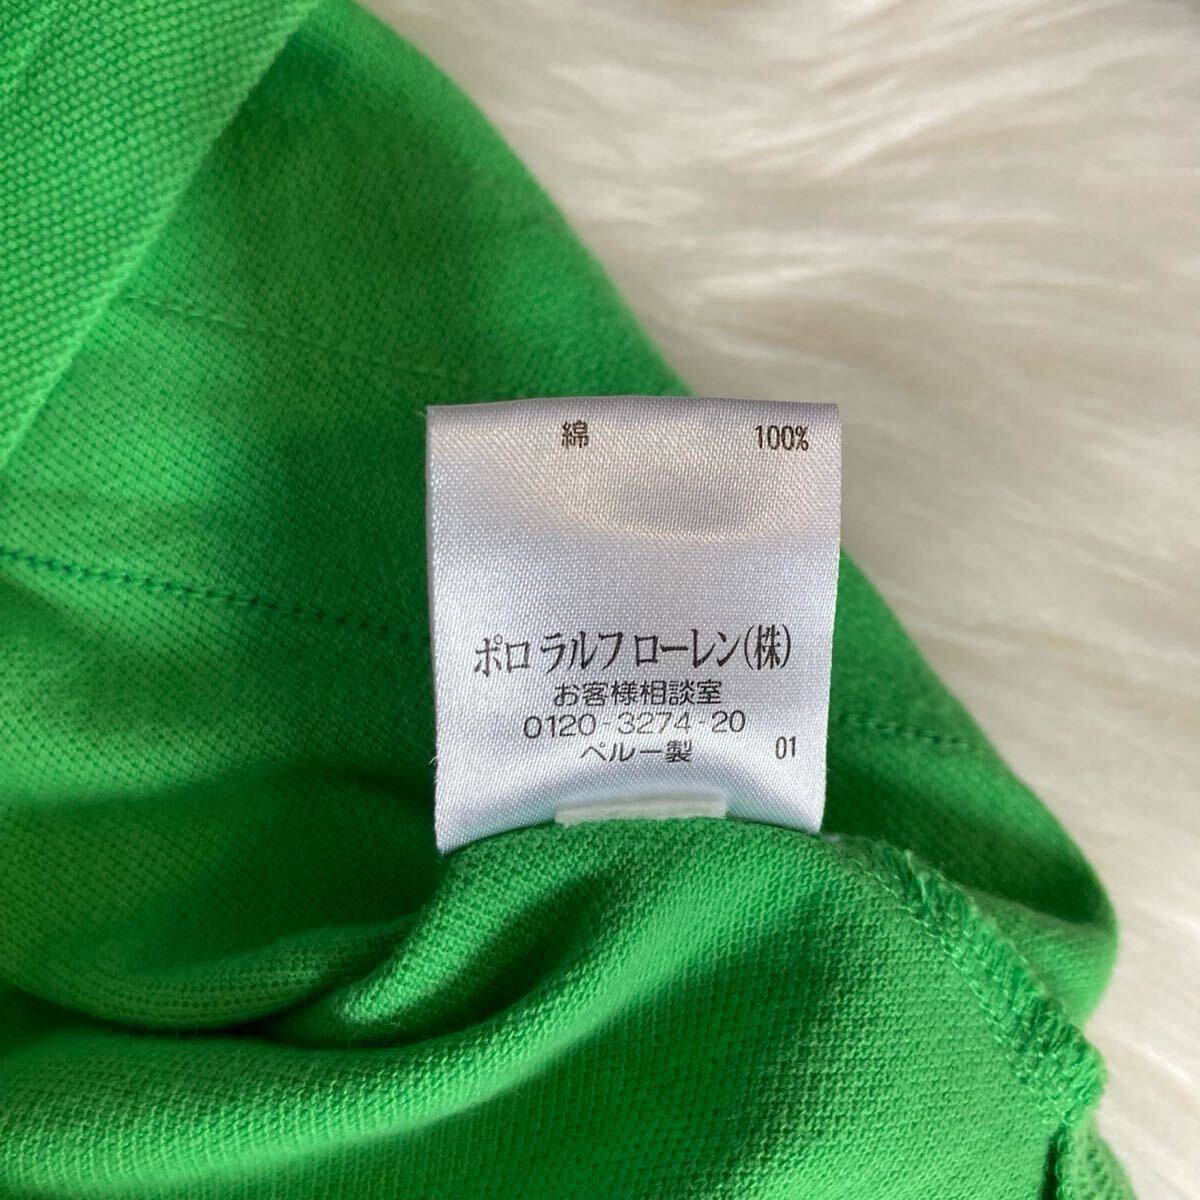 綿 100%
ポロ ラルフ ローレン(株)
お客様相談室
0120-3274-20
ペルー製 01